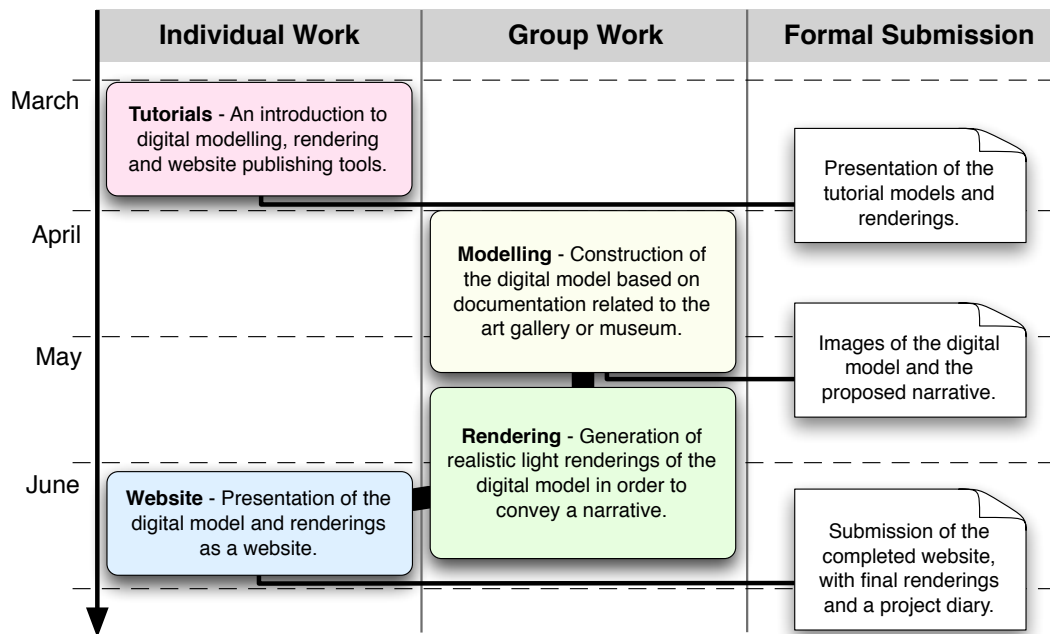 Individual Work
Group Work
Formal Submission
March
Tutorials - An introduction to
digital modelling, rendering
and website publishing tools.
Presentation of the
tutorial models and
renderings.
April
Modelling - Construction of
the digital model based on
documentation related to the
art gallery or museum.
May
Images of the digital
model and the
proposed narrative.
Rendering - Generation of
realistic light renderings of the
digital model in order to
convey a narrative.
June
Website - Presentation of the
digital model and renderings
as a website.
Submission of the
completed website,
with final renderings
and a project diary.